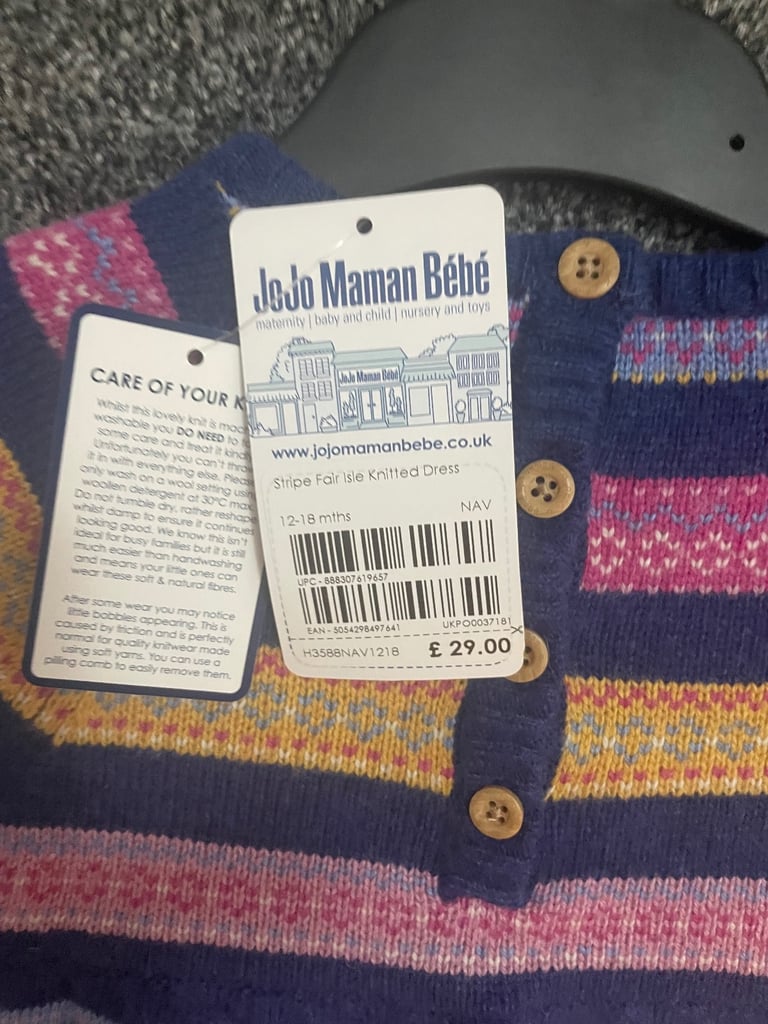 JoJo Maman Bébé
maternity | baby and child | nursery and toys
JoJo Maman Bébé
www.jojomamanbebe.co.uk
Stripe Fair Isle Knitted Dress
12-18 mths NAV
UPC - 888307619657
EAN - 5054298497641 UKPO0037181
H3588NAV1218 £ 29.00
CARE OF YOUR K
Whilst this lovely knit is mac
washable you DO NEED to
some care and treat it kind
Unfortunately you can't thro
it in with everything else. Pleas
only wash on a wool setting usin
woollen detergent at 30°C max
Do not tumble dry, rather reshape
whilst damp to ensure it continues
looking good. We know this isn't
ideal for busy families but it is still
much easier than handwashing
and means your little ones can
wear these soft & natural fibres.
After some wear you may notice
little bobbles appearing. This is
caused by friction and is perfectly
normal for quality knitwear made
using soft yarns. You can use a
pilling comb to easily remove them.